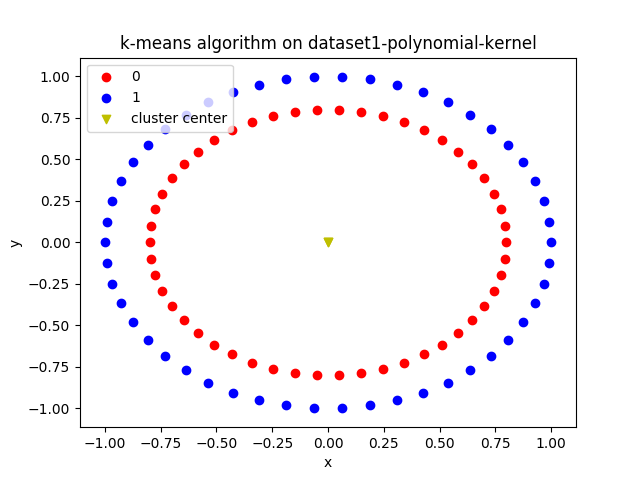 k-means algorithm on dataset1-polynomial-kernel
0
1
cluster center
1.00
0.75
0.50
0.25
0.00
−0.25
−0.50
−0.75
−1.00
y
−1.00 −0.75 −0.50 −0.25 0.00 0.25 0.50 0.75 1.00
x